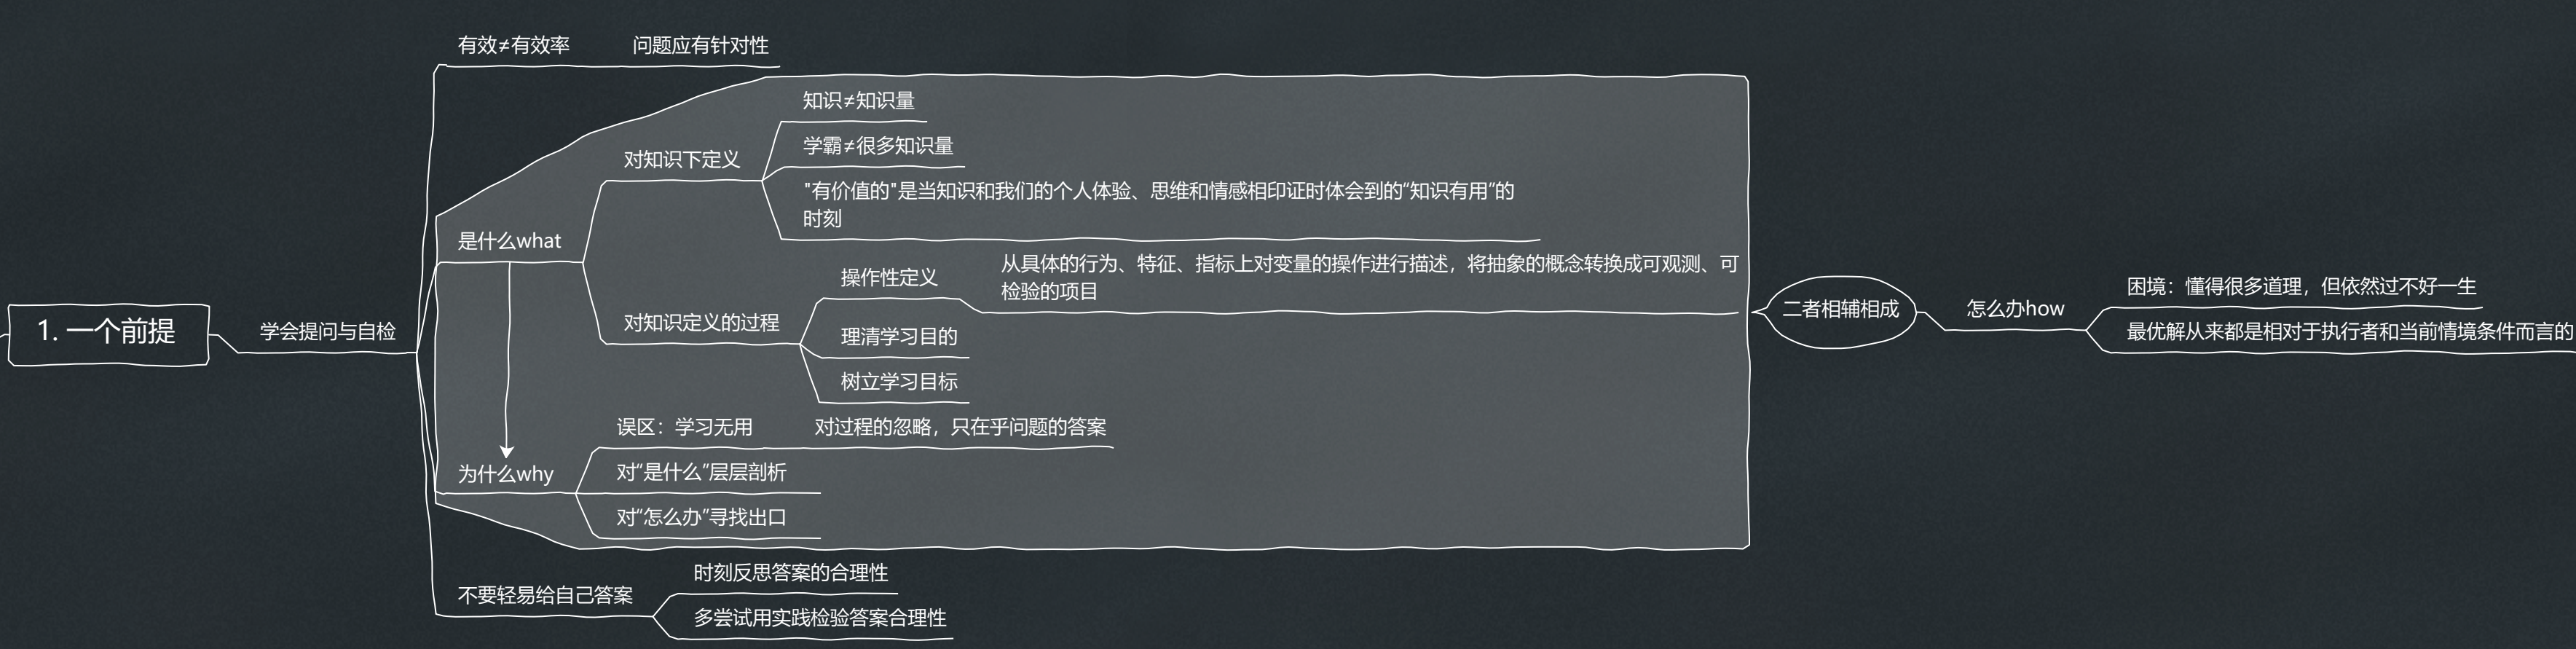 有效≠有效率
问题应有针对性
知识≠知识量
学霸≠很多知识量
对知识下定义
"有价值的"是当知识和我们的个人体验、思维和情感相印证时体会到的“知识有用”的
时刻
是什么what
操作性定义
从具体的行为、特征、指标上对变量的操作进行描述，将抽象的概念转换成可观测、可
检验的项目
对知识定义的过程
理清学习目的
树立学习目标
1. 一个前提
学会提问与自检
二者相辅相成
怎么办how
困境：懂得很多道理，但依然过不好一生
最优解从来都是相对于执行者和当前情境条件而言的
误区：学习无用
对过程的忽略，只在乎问题的答案
为什么why
对“是什么”层层剖析
对“怎么办”寻找出口
时刻反思答案的合理性
不要轻易给自己答案
多尝试用实践检验答案合理性